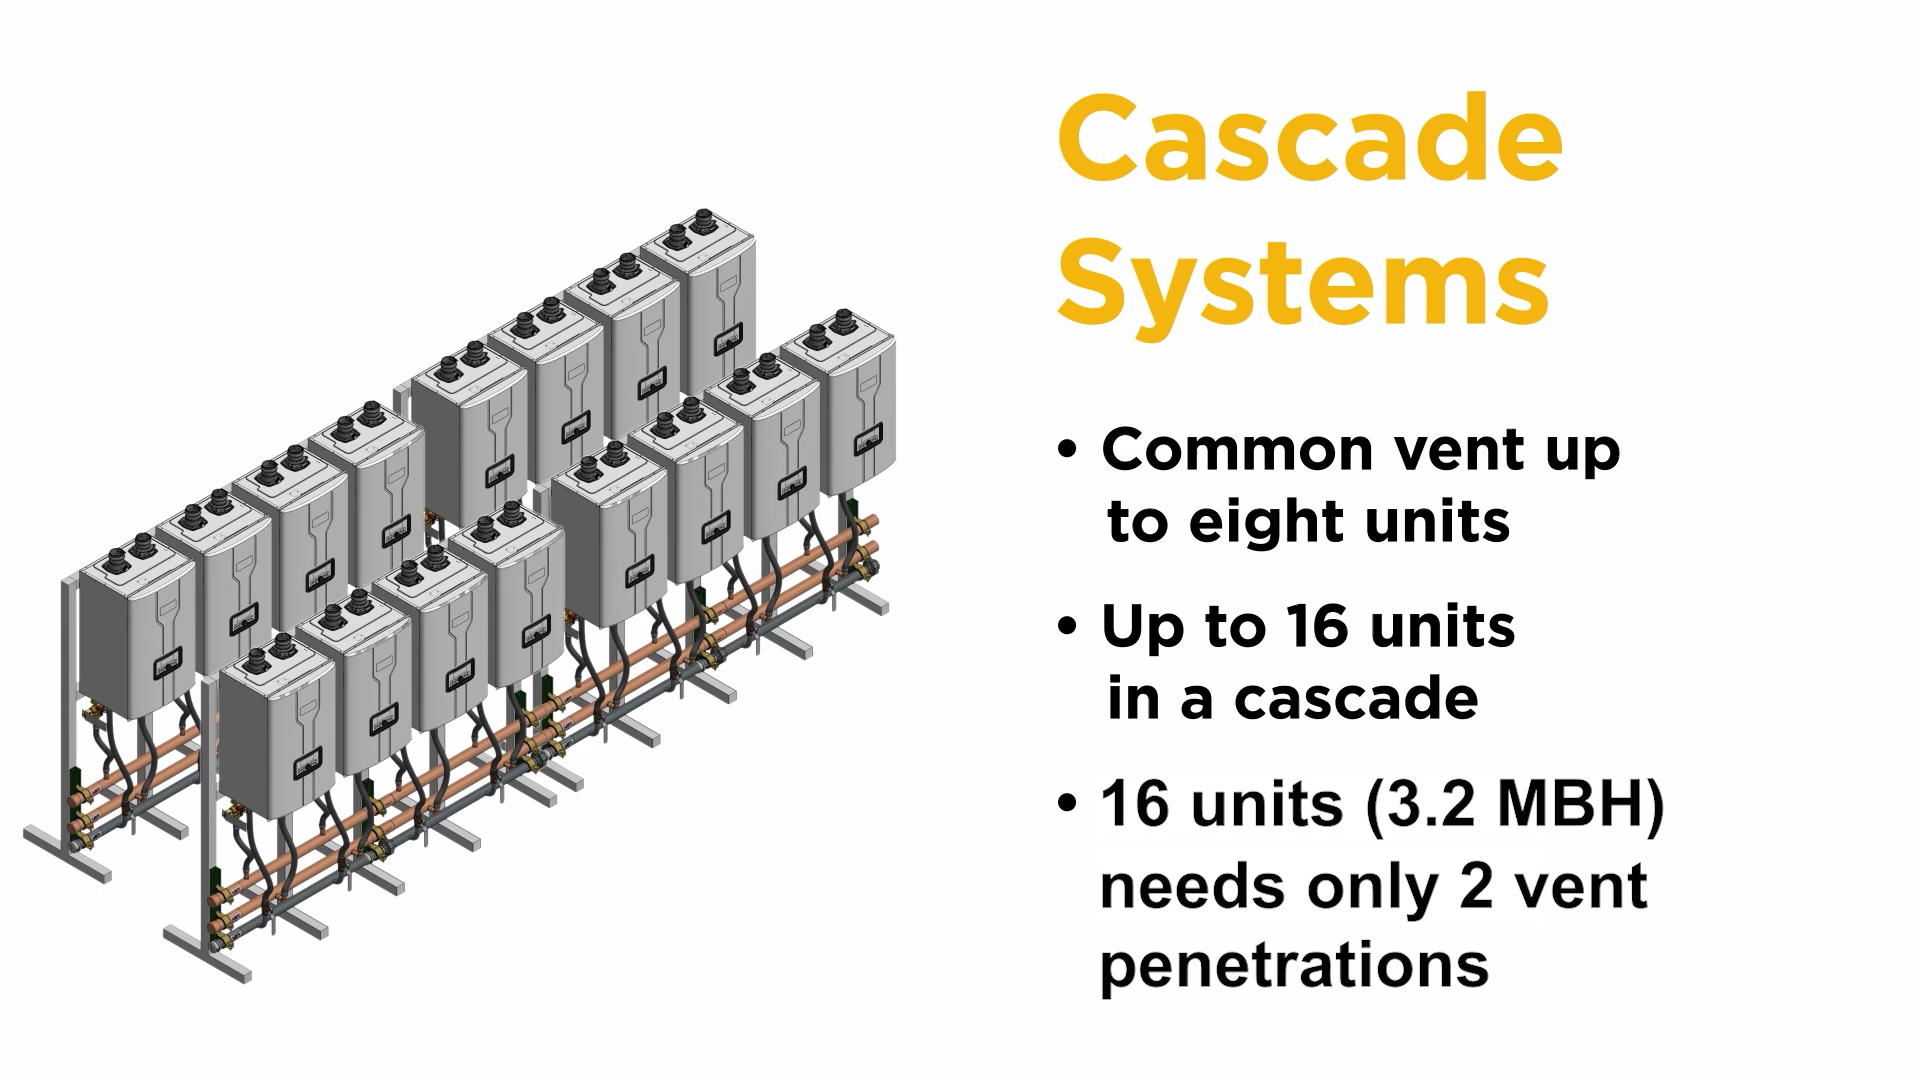 Cascade
Systems
• Common vent up
to eight units
• Up to 16 units
in a cascade
• 16 units (3.2 MBH)
needs only 2 vent
penetrations